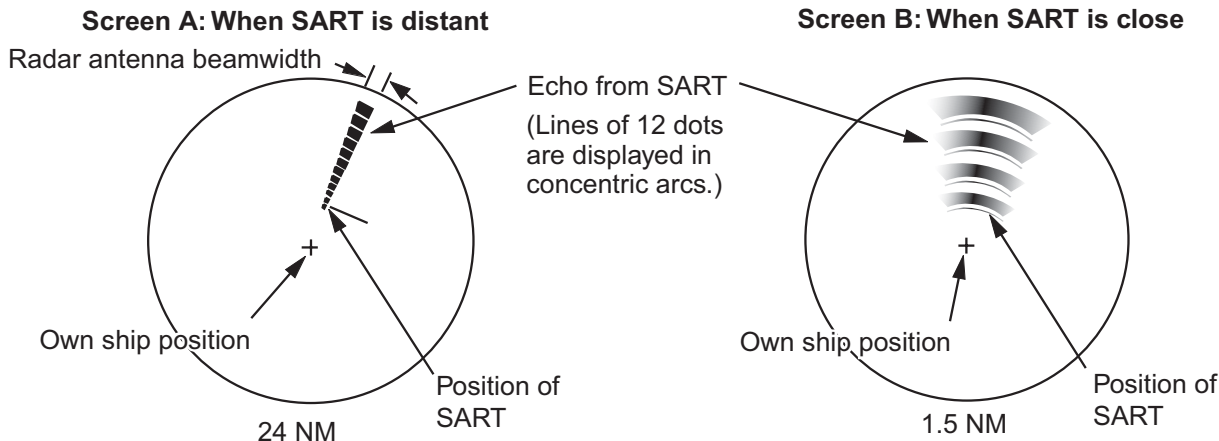 Screen A: When SART is distant
Radar antenna beamwidth
Echo from SART
(Lines of 12 dots
are displayed in
concentric arcs.)
Own ship position
Position of
SART
24 NM
Screen B: When SART is close
Own ship position
Position of
SART
1.5 NM